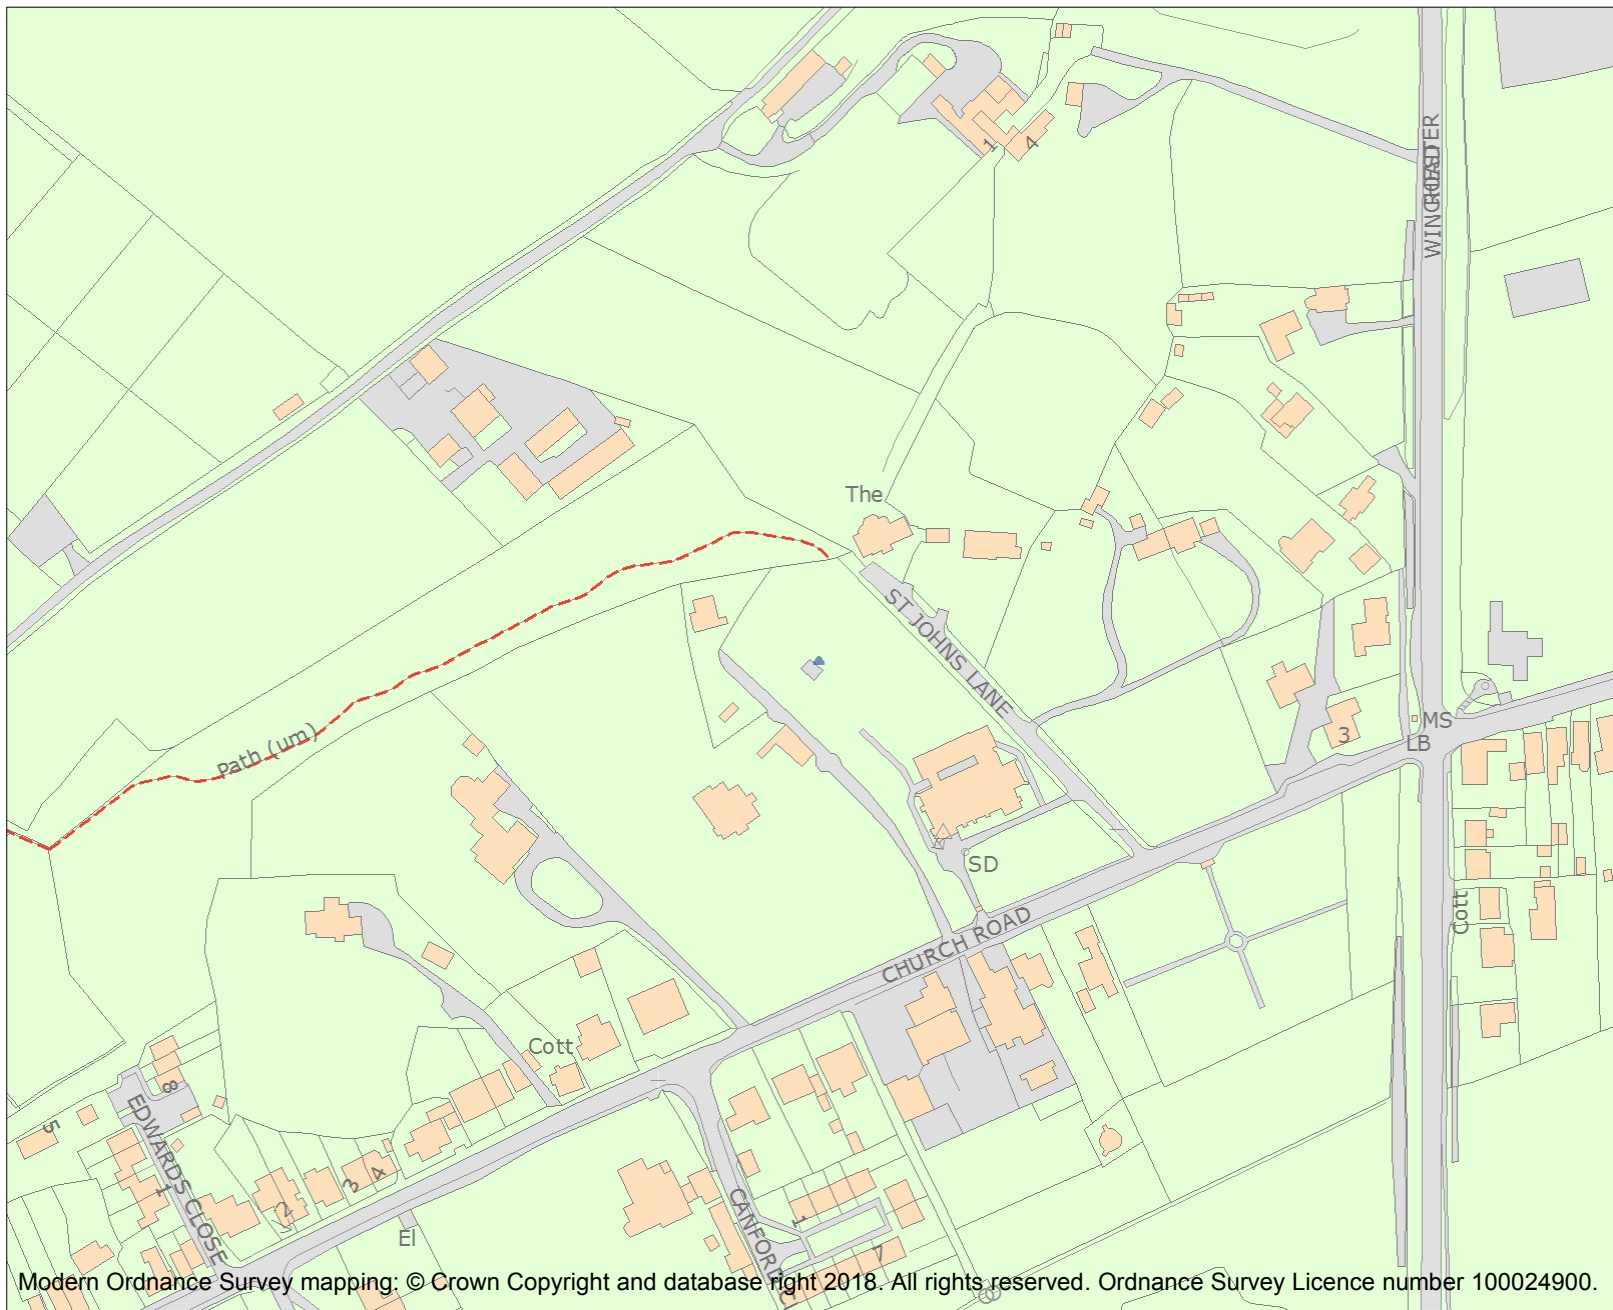 1
4
WINCHESTER
ROAD
The
ST JOHNS LANE
Path (um)
MS
3
LB
SD
Cott
CHURCH ROAD
Cott
8
5
EDWARDS CLOSE
1
3
4
2
El
CANFORD C
1
7
Modern Ordnance Survey mapping: © Crown Copyright and database right 2018. All rights reserved. Ordnance Survey Licence number 100024900.